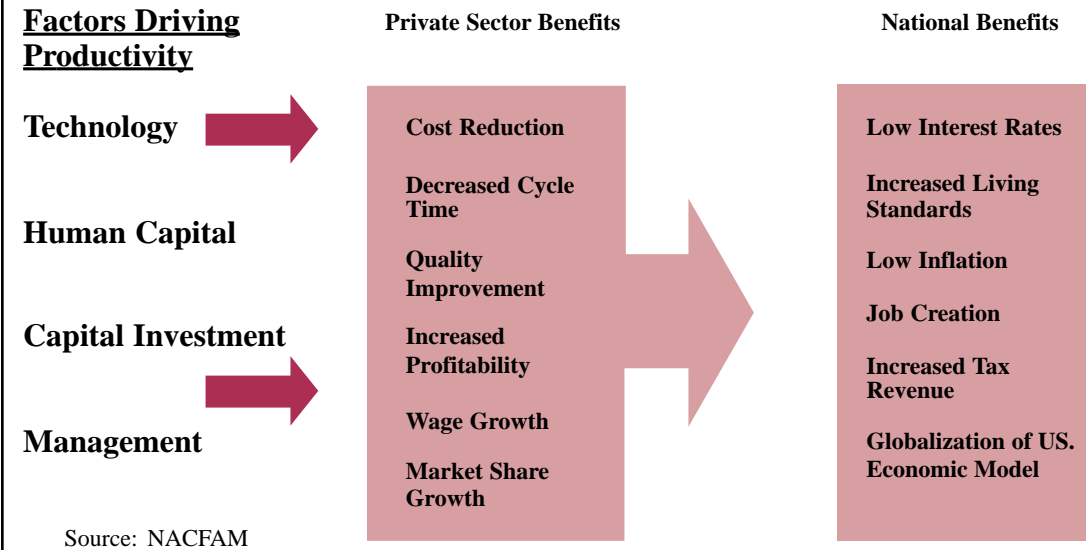 Factors Driving
Productivity
Technology
Human Capital
Capital Investment
Management
Private Sector Benefits
Cost Reduction
Decreased Cycle
Time
Quality
Improvement
Increased
Profitability
Wage Growth
Market Share
Growth
National Benefits
Low Interest Rates
Increased Living
Standards
Low Inflation
Job Creation
Increased Tax
Revenue
Globalization of US.
Economic Model
Source: NACFAM